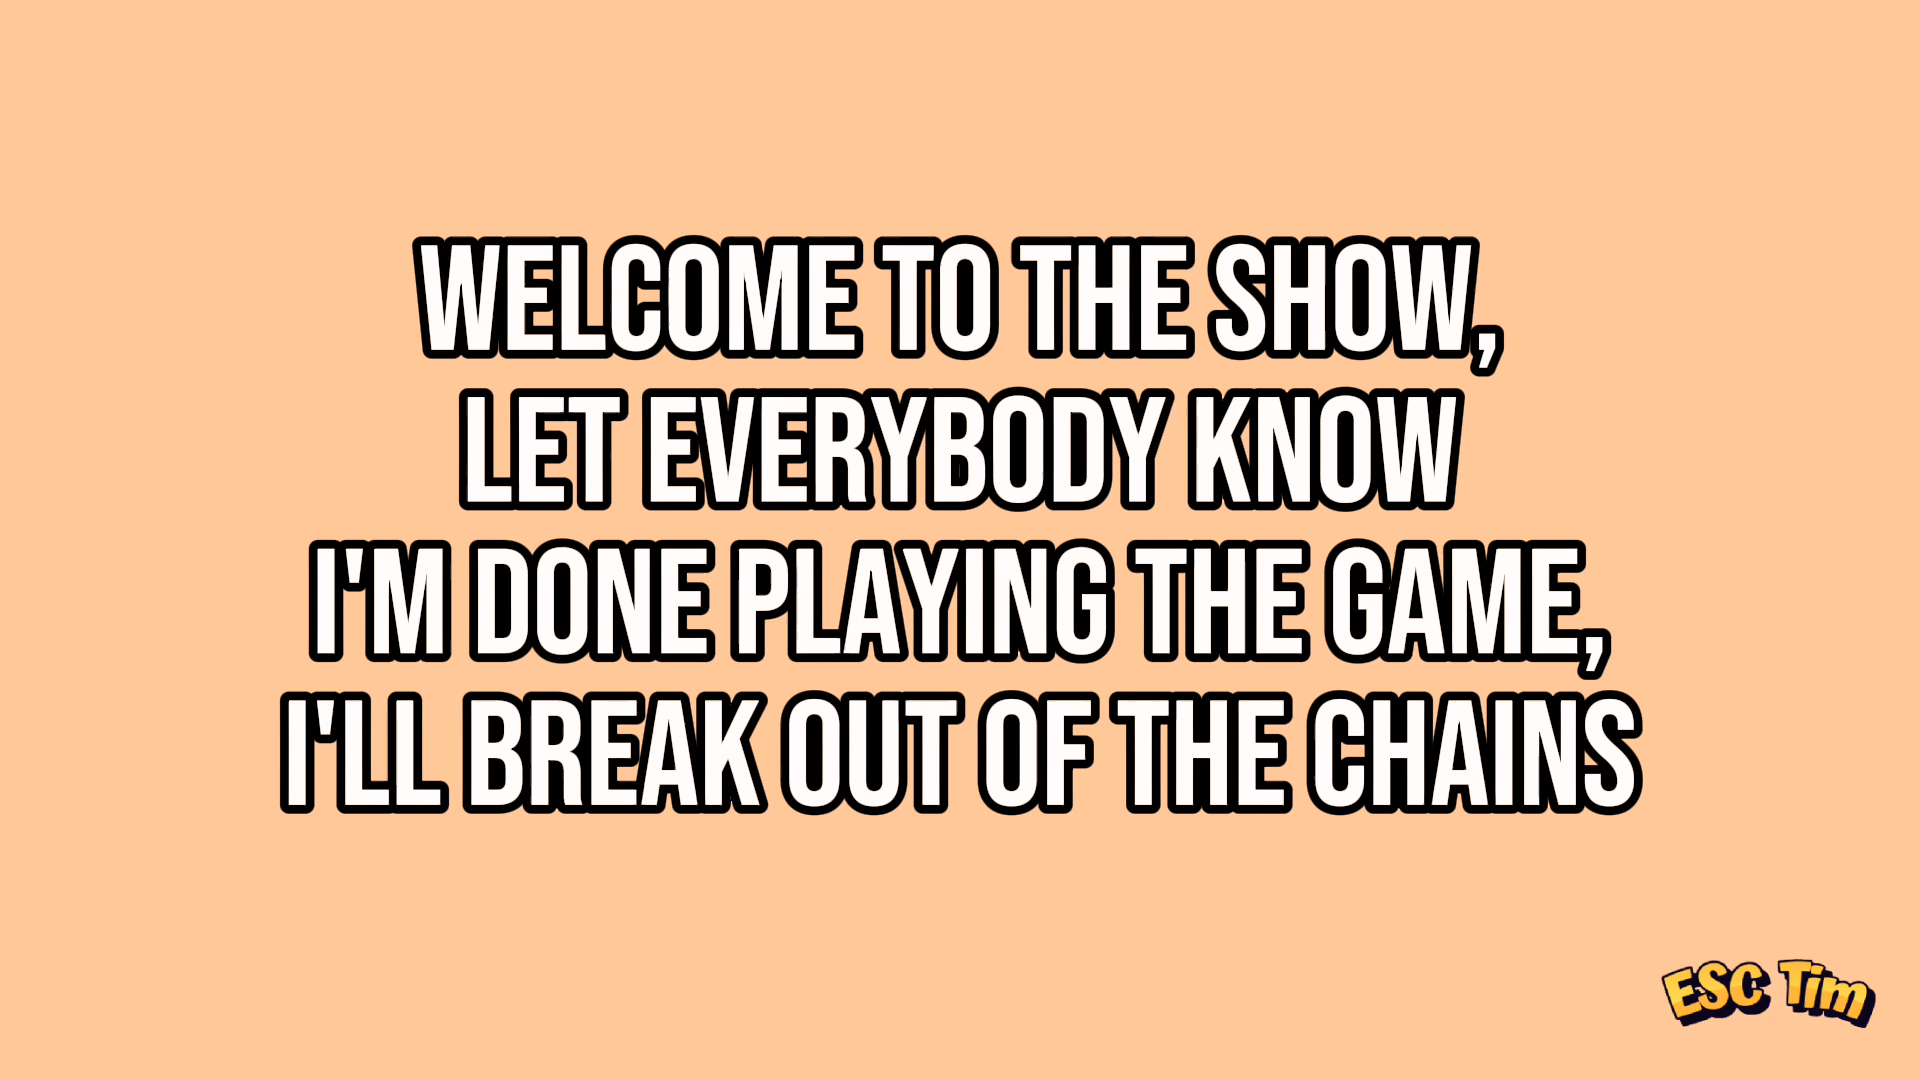 WELCOME TO THE SHOW,
LET EVERYBODY KNOW
I'M DONE PLAYING THE GAME,
I'LL BREAK OUT OF THE CHAINS
ESC Tim